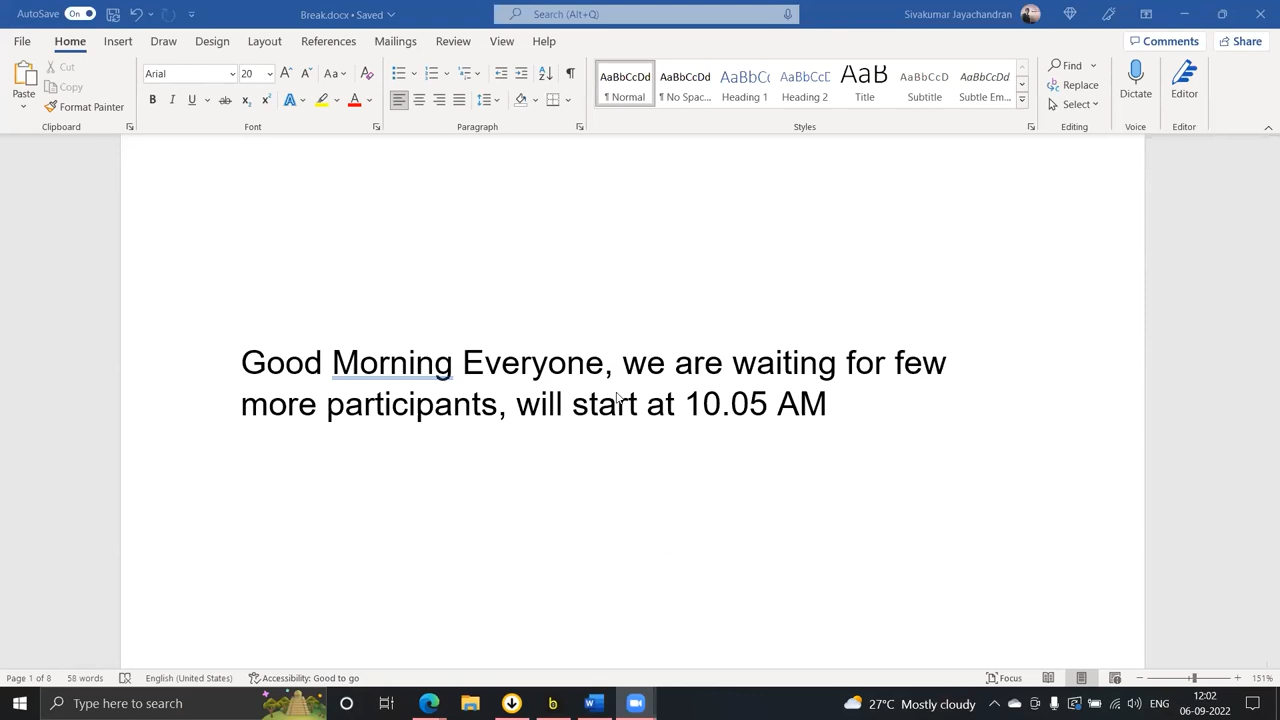 AutoSave On Break.docx • Saved Search (Alt+Q) Sivakumar Jayachandran
File Home Insert Draw Design Layout References Mailings Review View Help Comments Share
Paste Cut Copy Format Painter
Clipboard
Arial 20 Aa
B I U ab x₂ x² A A
Font
Paragraph
AaBbCcDd AaBbCcDd AaBbCc AaBbCcD AaB AaBbCcDd AaBbCcDd
¶ Normal ¶ No Spac... Heading 1 Heading 2 Title Subtitle Subtle Em...
Styles
Find Replace Select
Editing
Dictate
Voice
Editor
Editor
Good Morning Everyone, we are waiting for few
more participants, will start at 10.05 AM
Page 1 of 8 58 words English (United States) Accessibility: Good to go Focus 151%
Type here to search 27°C Mostly cloudy ENG 12:02
06-09-2022